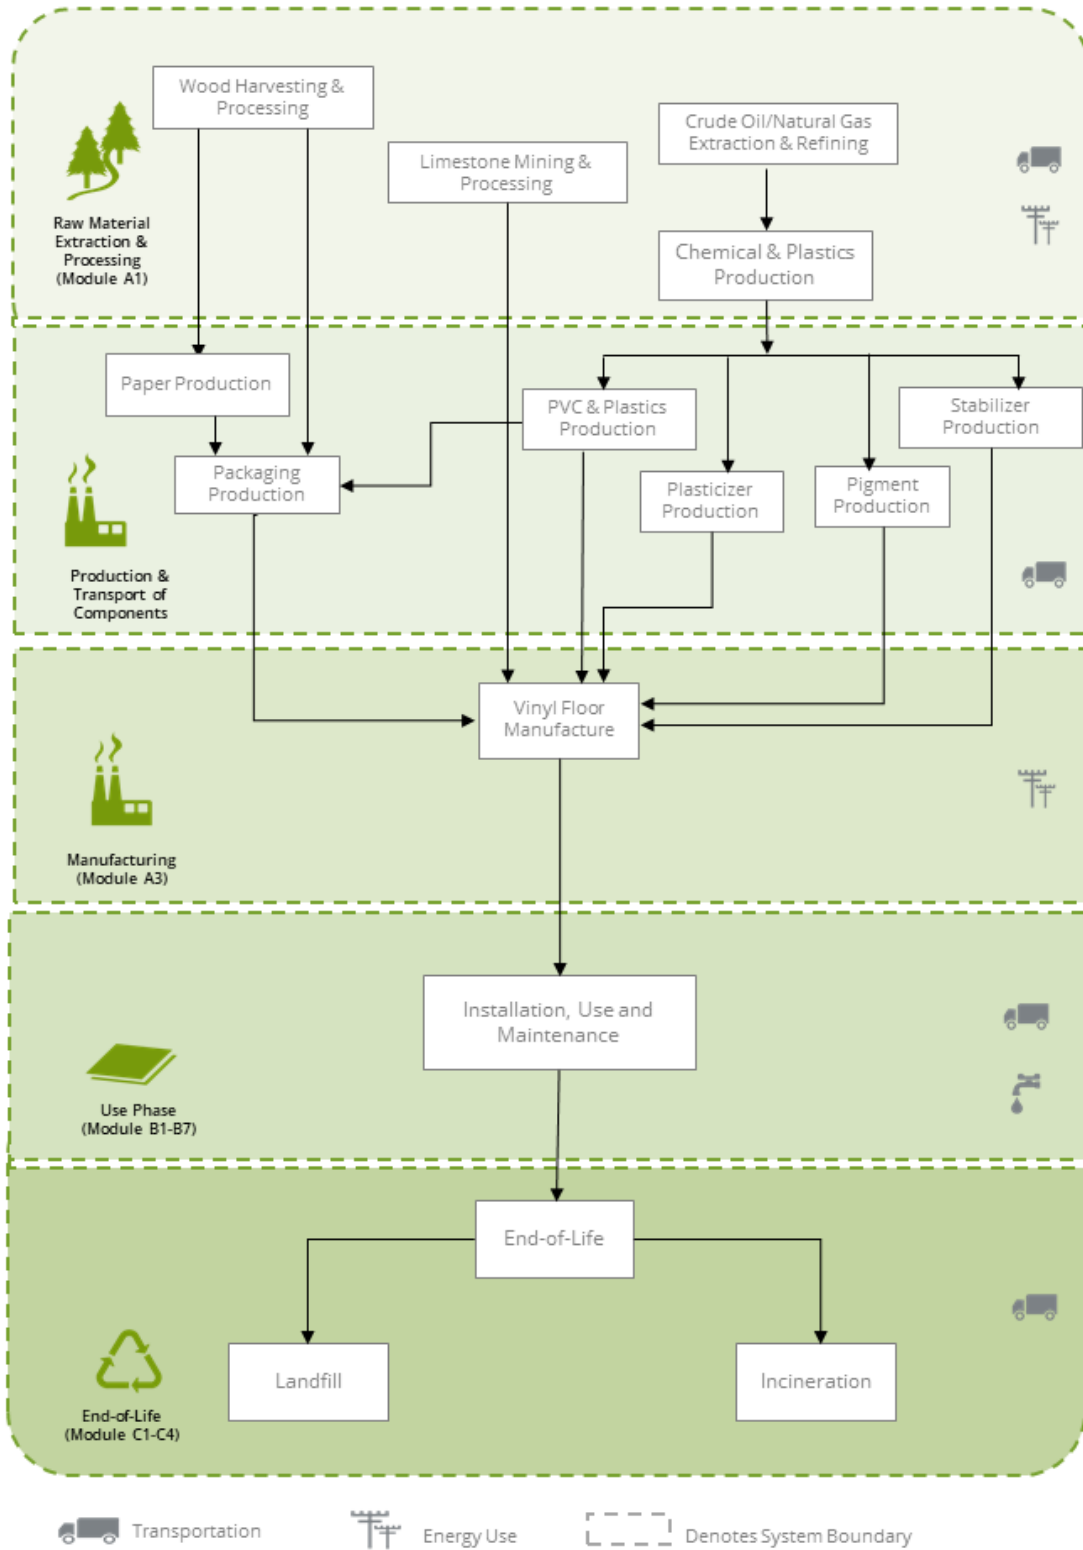 Wood Harvesting &
Processing
Crude Oil/Natural Gas
Extraction & Refining
Limestone Mining &
Processing
Raw Material
Extraction &
Processing
(Module A1)
Chemical & Plastics
Production
Paper Production
PVC & Plastics
Production
Stabilizer
Production
Packaging
Production
Plasticizer
Production
Pigment
Production
Production &
Transport of
Components
Vinyl Floor
Manufacture
Manufacturing
(Module A3)
Installation, Use and
Maintenance
Use Phase
(Module B1-B7)
End-of-Life
Landfill
Incineration
End-of-Life
(Module C1-C4)
Transportation
Energy Use
Denotes System Boundary